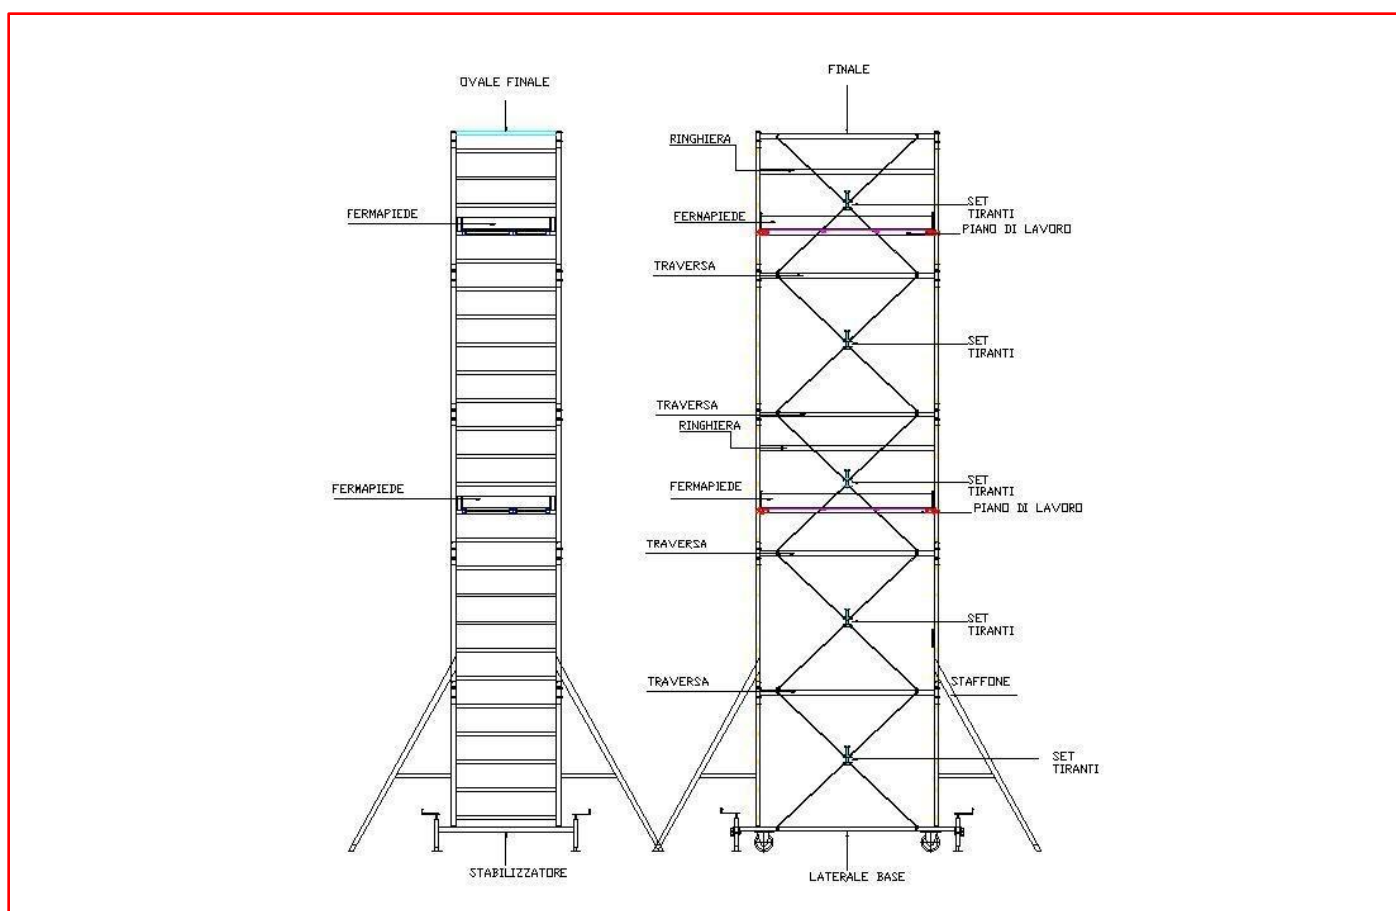 OVALE FINALE
FINALE
RINGHIERA
SET
TIRANTI
FERMAPIEDE
FERMAPIEDE
PIANO DI LAVORO
TRAVERSA
SET
TIRANTI
TRAVERSA
RINGHIERA
SET
TIRANTI
FERMAPIEDE
FERMAPIEDE
PIANO DI LAVORO
TRAVERSA
SET
TIRANTI
TRAVERSA
STAFFONE
SET
TIRANTI
STABILIZZATORE
LATERALE BASE